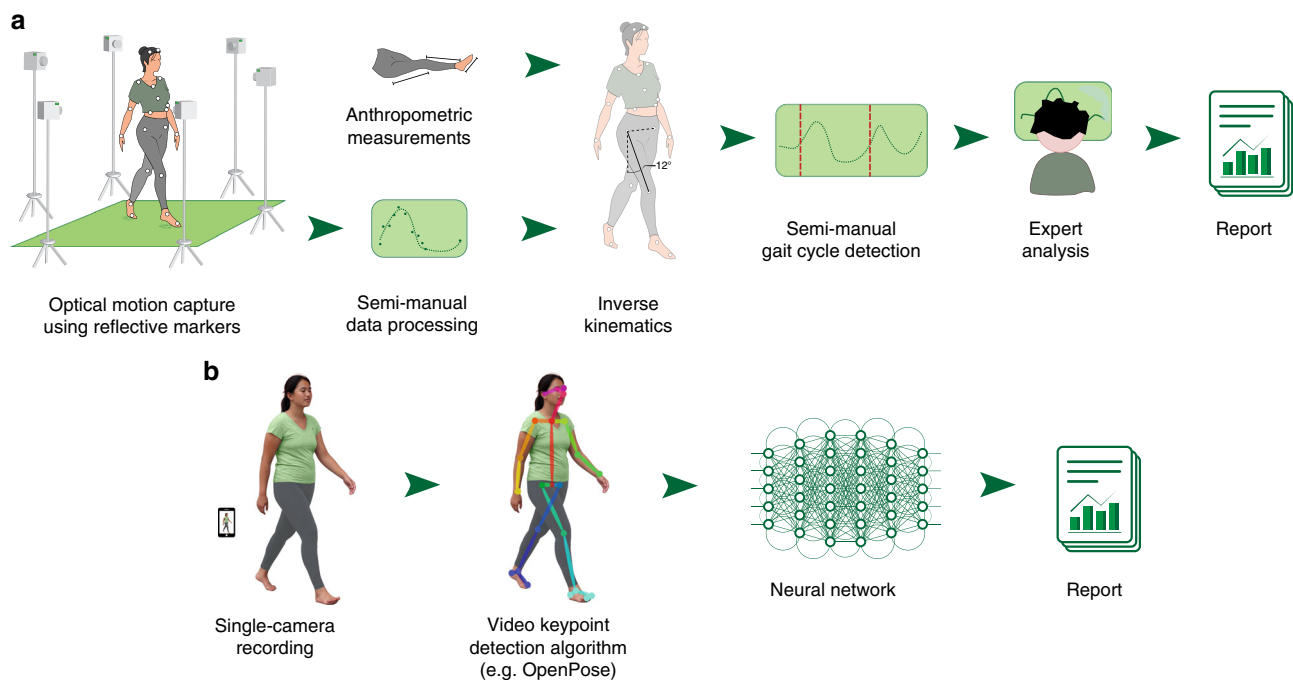 a
Anthropometric
measurements
12°
Semi-manual
gait cycle detection
Expert
analysis
Report
Optical motion capture
using reflective markers
Semi-manual
data processing
Inverse
kinematics
b
Single-camera
recording
Video keypoint
detection algorithm
(e.g. OpenPose)
Neural network
Report